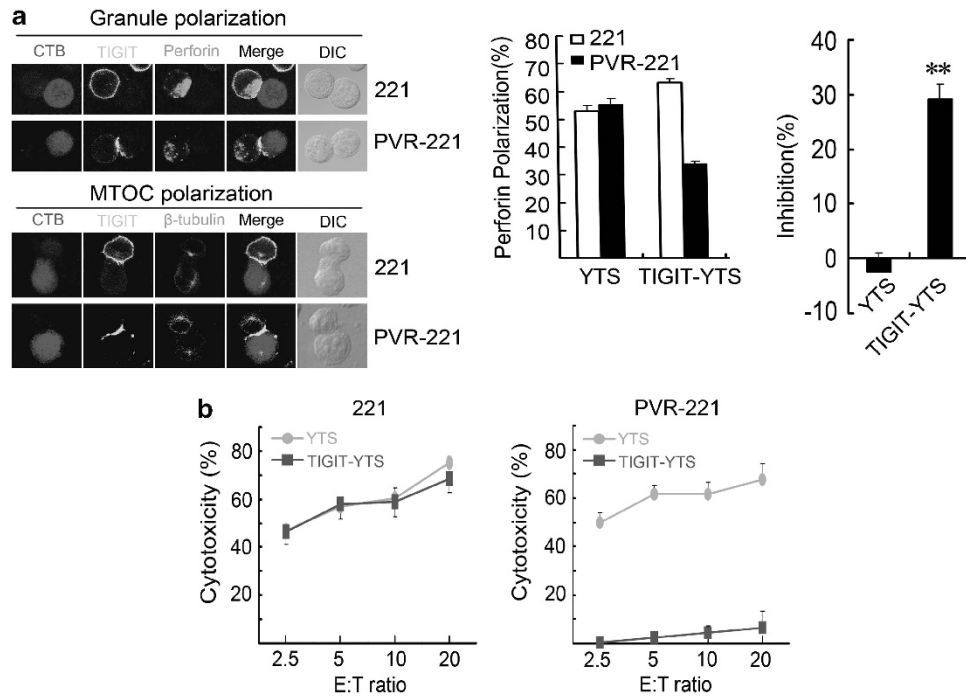 a
Granule polarization
CTB TIGIT Perforin Merge DIC
221
PVR-221
MTOC polarization
CTB TIGIT β-tubulin Merge DIC
221
PVR-221
Perforin Polarization(%)
80
70
60
50
40
30
20
10
221
PVR-221
YTS TIGIT-YTS
Inhibition(%)
40
30
20
10
0
-10
**
YTS
TIGIT-YTS
b
221
Cytotoxicity (%)
80
60
40
20
YTS
TIGIT-YTS
2.5 5 10 20
E:T ratio
PVR-221
Cytotoxicity (%)
80
60
40
20
YTS
TIGIT-YTS
2.5 5 10 20
E:T ratio